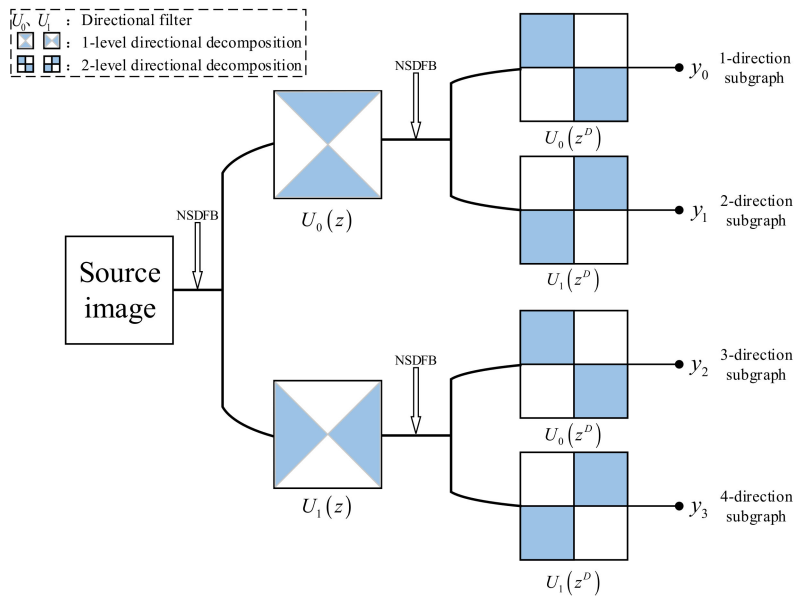 U₀、U₁ : Directional filter
: 1-level directional decomposition
: 2-level directional decomposition
NSDFB
y₀
1-direction
subgraph
U₀(z^D)
NSDFB
U₀(z)
y₁
2-direction
subgraph
U₁(z^D)
Source
image
NSDFB
y₂
3-direction
subgraph
U₀(z^D)
U₁(z)
y₃
4-direction
subgraph
U₁(z^D)